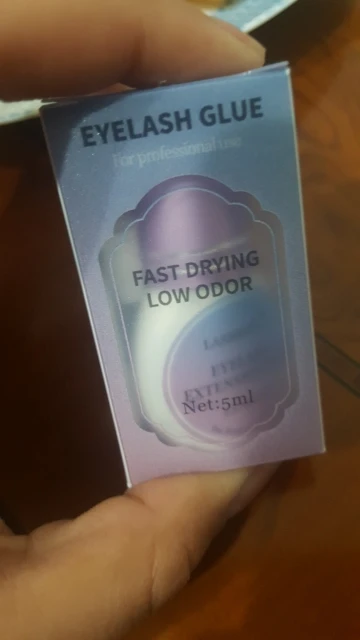 EYELASH GLUE
For professional use
FAST DRYING
LOW ODOR
Net:5ml